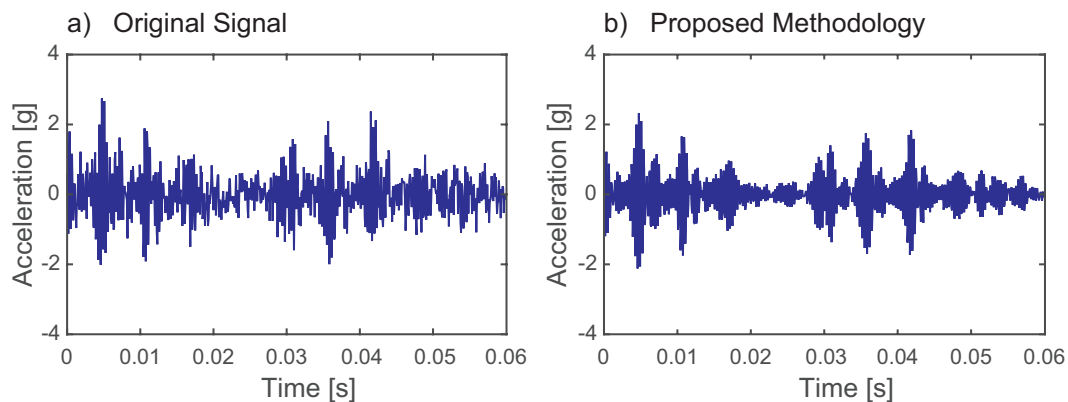 a) Original Signal
4
2
0
-2
-4
Acceleration [g]
0 0.01 0.02 0.03 0.04 0.05 0.06
Time [s]
b) Proposed Methodology
4
2
0
-2
-4
Acceleration [g]
0 0.01 0.02 0.03 0.04 0.05 0.06
Time [s]